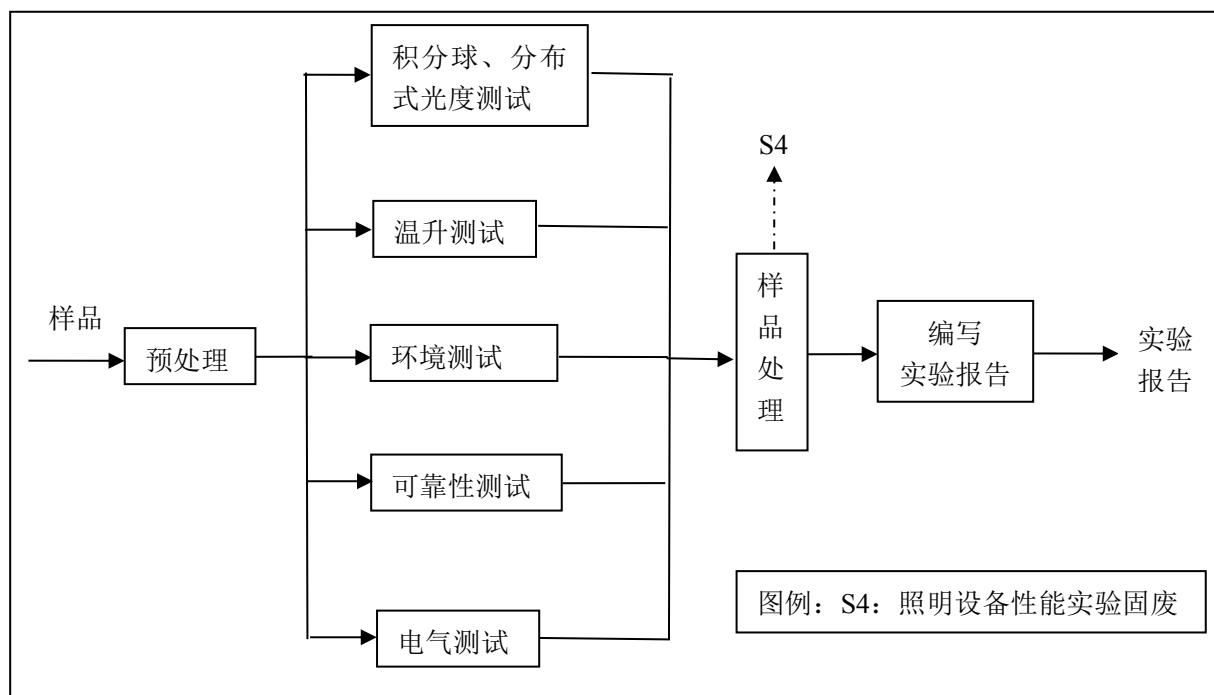 积分球、分布
式光度测试
S4
温升测试
样
品
处
理
样品
预处理
环境测试
编写
实验报告
实验
报告
可靠性测试
图例：S4：照明设备性能实验固废
电气测试